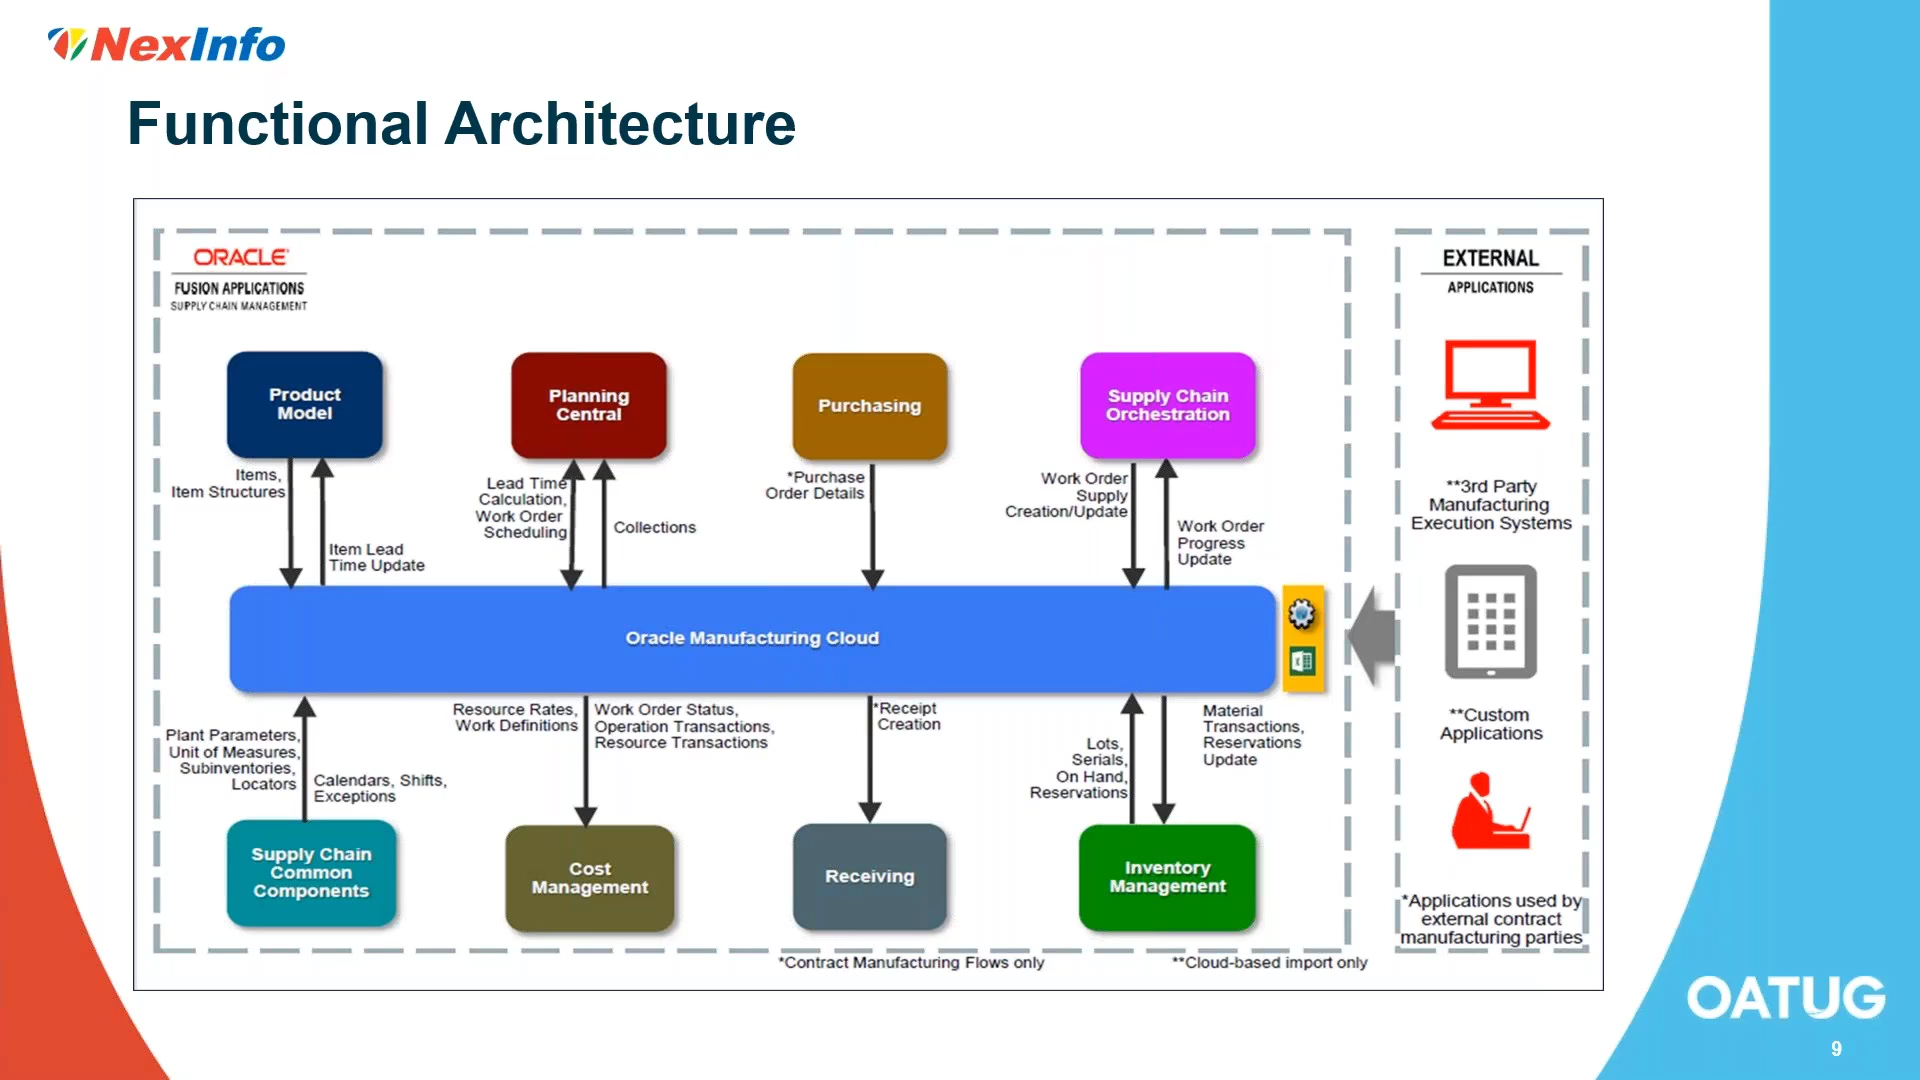 NexInfo
Functional Architecture
ORACLE
FUSION APPLICATIONS
SUPPLY CHAIN MANAGEMENT
EXTERNAL
APPLICATIONS
Product
Model
Planning
Central
Purchasing
Supply Chain
Orchestration
Items,
Item Structures
Item Lead
Time Update
Lead Time
Calculation,
Work Order
Scheduling
Collections
*Purchase
Order Details
Work Order
Supply
Creation/Update
Work Order
Progress
Update
**3rd Party
Manufacturing
Execution Systems
Oracle Manufacturing Cloud
**Custom
Applications
Plant Parameters,
Unit of Measures,
Subinventories,
Locators
Calendars, Shifts,
Exceptions
Resource Rates,
Work Definitions
Work Order Status,
Operation Transactions,
Resource Transactions
*Receipt
Creation
Lots,
Serials,
On Hand,
Reservations
Material
Transactions,
Reservations
Update
Supply Chain
Common
Components
Cost
Management
Receiving
Inventory
Management
*Applications used by
external contract
manufacturing parties
*Contract Manufacturing Flows only
**Cloud-based import only
OATUG
9